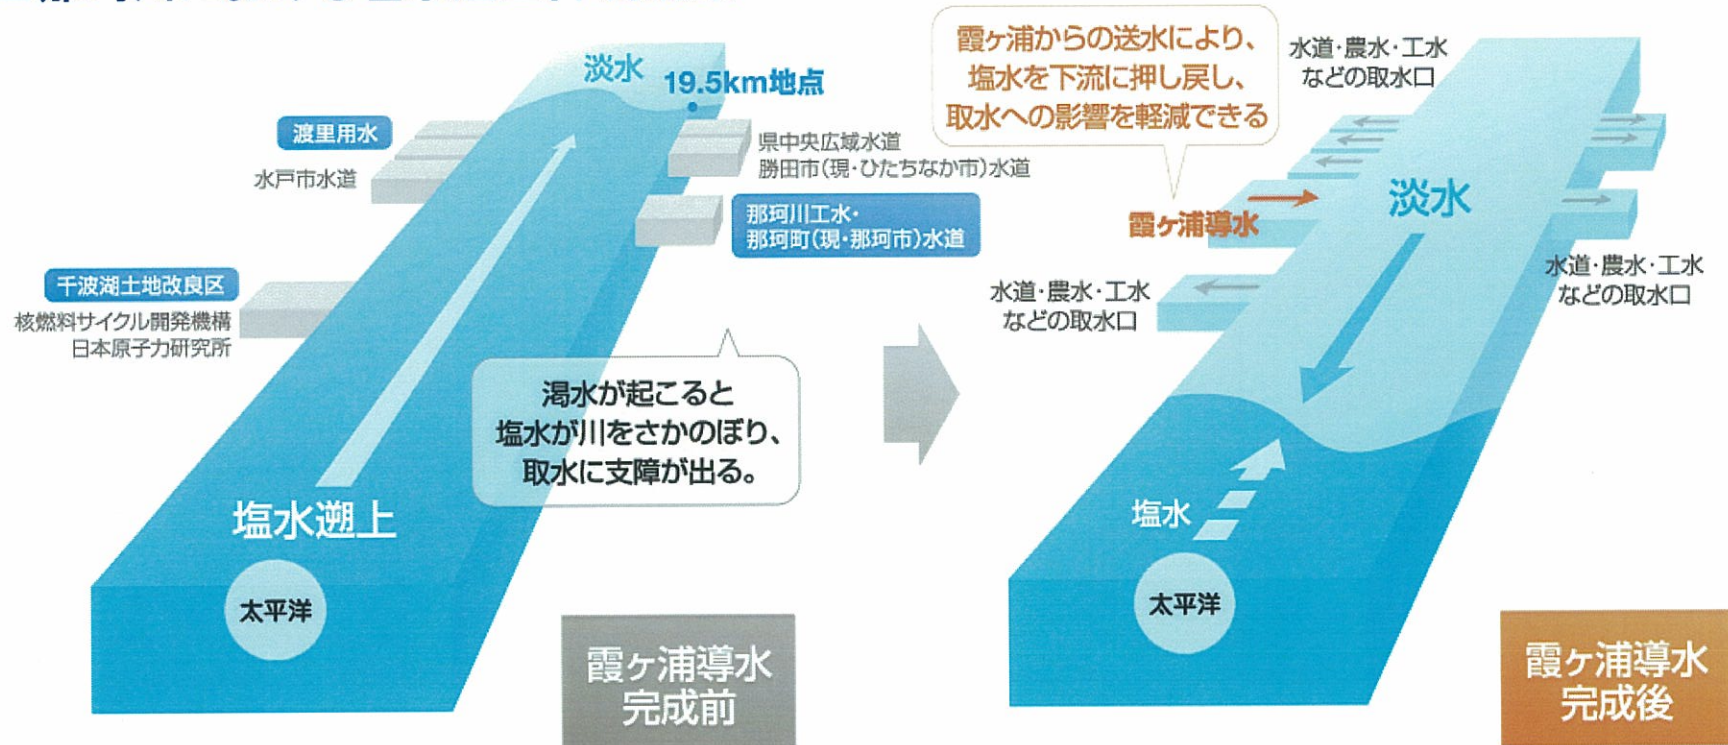 淡水
19.5km地点
渡里用水
水戸市水道
県中央広域水道
勝田市(現・ひたちなか市)水道
那珂川工水・
那珂町(現・那珂市)水道
千波湖土地改良区
核燃料サイクル開発機構
日本原子力研究所
渇水が起こると
塩水が川をさかのぼり、
取水に支障が出る。
塩水遡上
太平洋
霞ヶ浦導水
完成前
霞ヶ浦からの送水により、
塩水を下流に押し戻し、
取水への影響を軽減できる
水道・農水・工水
などの取水口
淡水
霞ヶ浦導水
水道・農水・工水
などの取水口
水道・農水・工水
などの取水口
塩水
太平洋
霞ヶ浦導水
完成後